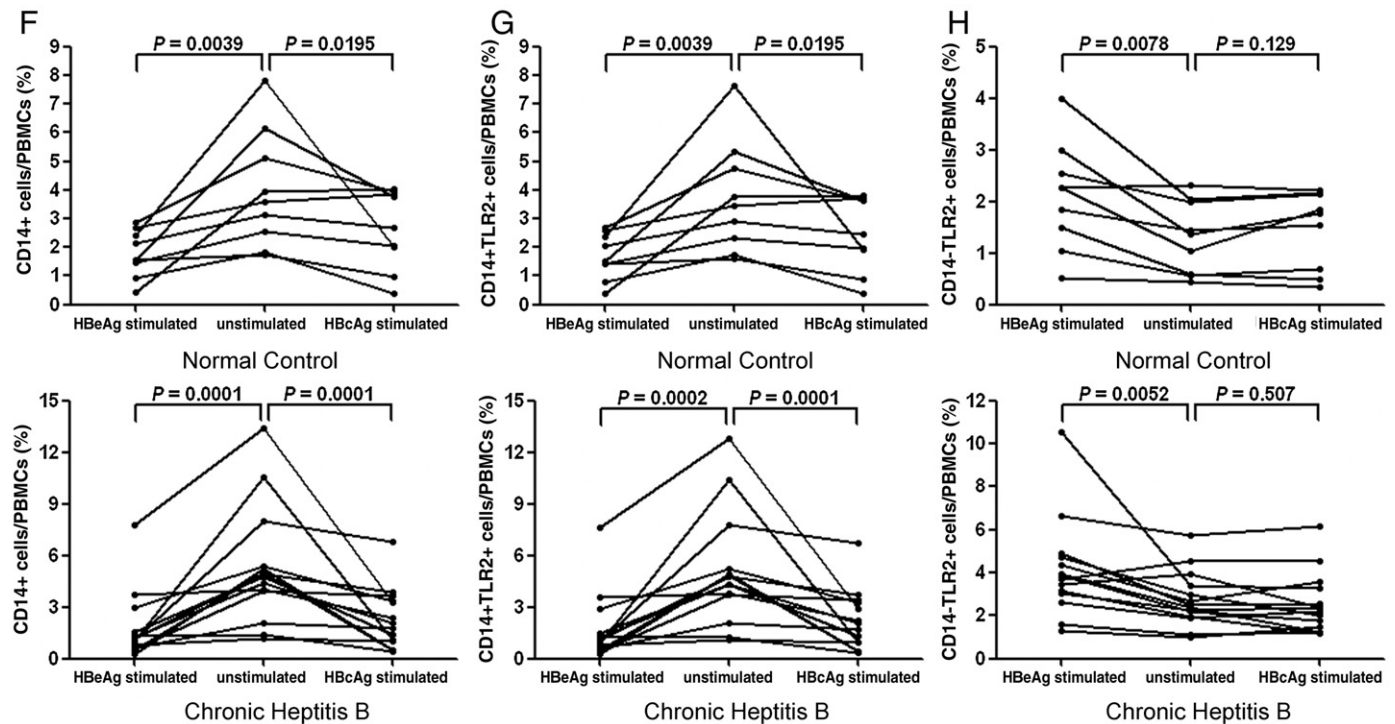 F
P = 0.0039
P = 0.0195
CD14+ cells/PBMCs (%)
9
8
7
6
5
4
3
2
1
0
HBeAg stimulated unstimulated HBcAg stimulated
Normal Control
G
P = 0.0039
P = 0.0195
CD14+TLR2+ cells/PBMCs (%)
9
8
7
6
5
4
3
2
1
0
HBeAg stimulated unstimulated HBcAg stimulated
Normal Control
H
P = 0.0078
P = 0.129
CD14-TLR2+ cells/PBMCs (%)
5
4
3
2
1
0
HBeAg stimulated unstimulated HBcAg stimulated
Normal Control
P = 0.0001
P = 0.0001
CD14+ cells/PBMCs (%)
15
12
9
6
3
0
HBeAg stimulated unstimulated HBcAg stimulated
Chronic Heptitis B
P = 0.0002
P = 0.0001
CD14+TLR2+ cells/PBMCs (%)
15
12
9
6
3
0
HBeAg stimulated unstimulated HBcAg stimulated
Chronic Heptitis B
P = 0.0052
P = 0.507
CD14-TLR2+ cells/PBMCs (%)
12
10
8
6
4
2
0
HBeAg stimulated unstimulated HBcAg stimulated
Chronic Heptitis B